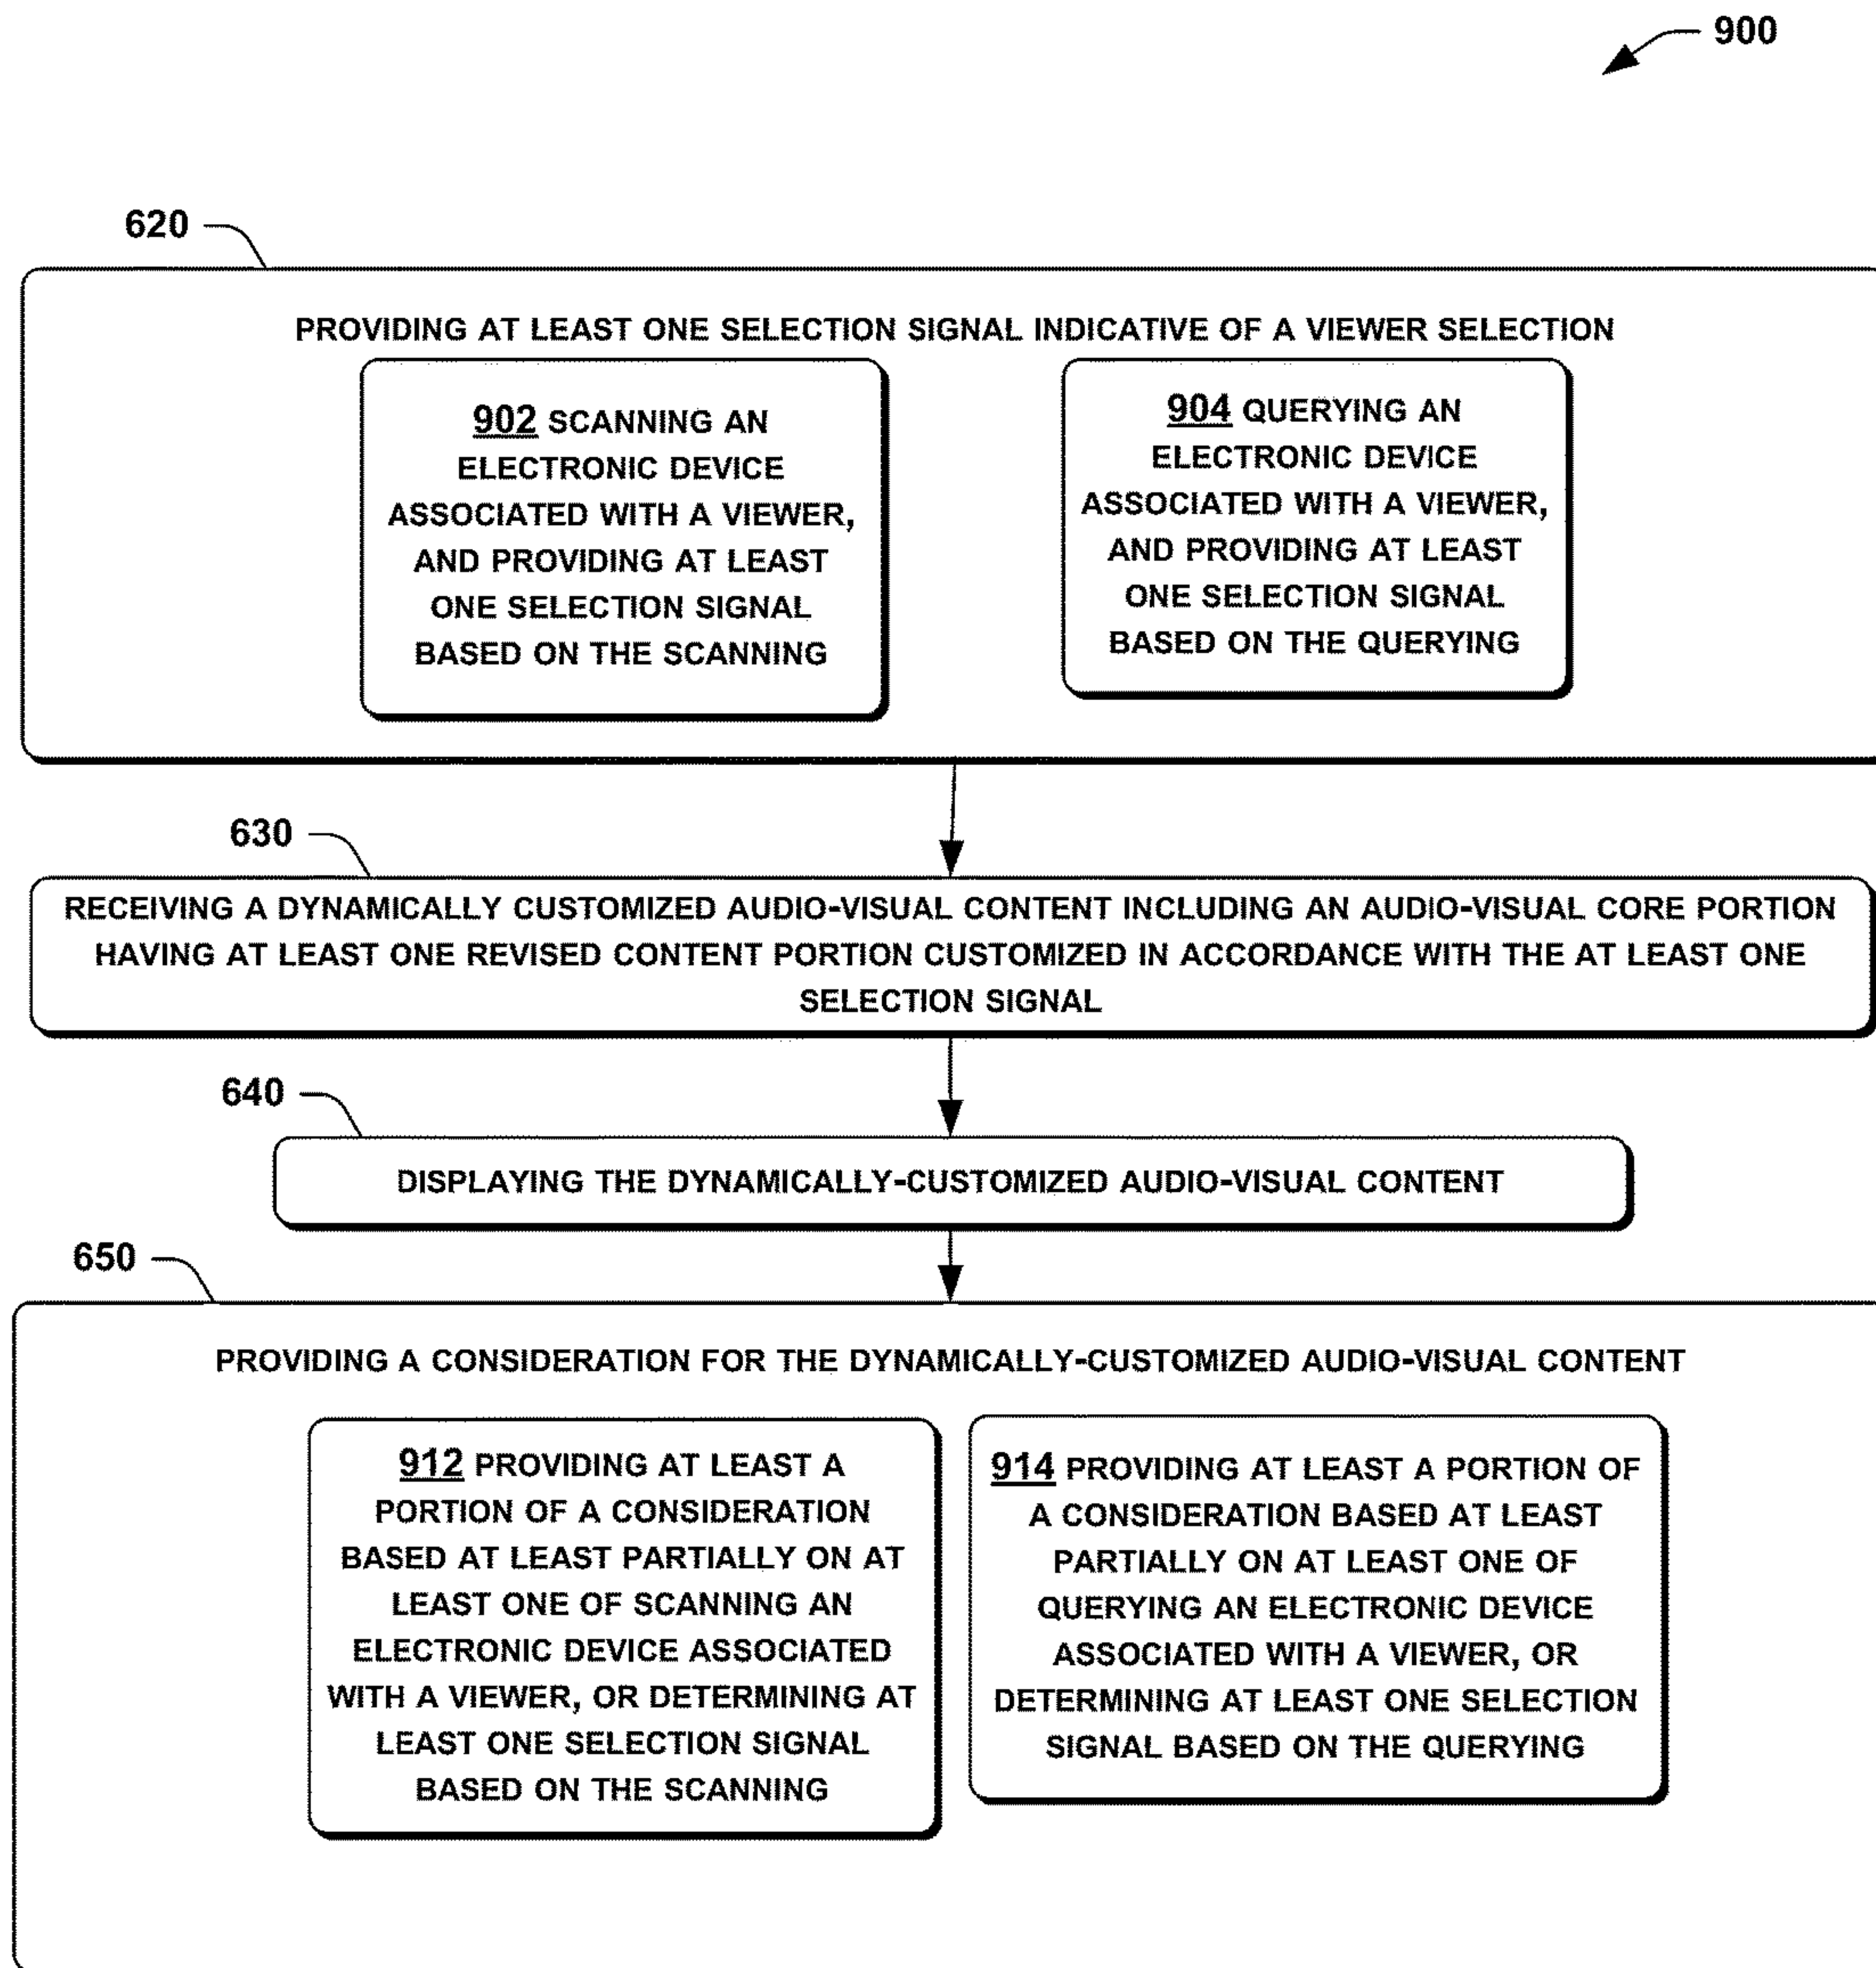 900
620
PROVIDING AT LEAST ONE SELECTION SIGNAL INDICATIVE OF A VIEWER SELECTION
902 SCANNING AN
ELECTRONIC DEVICE
ASSOCIATED WITH A VIEWER,
AND PROVIDING AT LEAST
ONE SELECTION SIGNAL
BASED ON THE SCANNING
904 QUERYING AN
ELECTRONIC DEVICE
ASSOCIATED WITH A VIEWER,
AND PROVIDING AT LEAST
ONE SELECTION SIGNAL
BASED ON THE QUERYING
630
RECEIVING A DYNAMICALLY CUSTOMIZED AUDIO-VISUAL CONTENT INCLUDING AN AUDIO-VISUAL CORE PORTION
HAVING AT LEAST ONE REVISED CONTENT PORTION CUSTOMIZED IN ACCORDANCE WITH THE AT LEAST ONE
SELECTION SIGNAL
640
DISPLAYING THE DYNAMICALLY-CUSTOMIZED AUDIO-VISUAL CONTENT
650
PROVIDING A CONSIDERATION FOR THE DYNAMICALLY-CUSTOMIZED AUDIO-VISUAL CONTENT
912 PROVIDING AT LEAST A
PORTION OF A CONSIDERATION
BASED AT LEAST PARTIALLY ON AT
LEAST ONE OF SCANNING AN
ELECTRONIC DEVICE ASSOCIATED
WITH A VIEWER, OR DETERMINING AT
LEAST ONE SELECTION SIGNAL
BASED ON THE SCANNING
914 PROVIDING AT LEAST A PORTION OF
A CONSIDERATION BASED AT LEAST
PARTIALLY ON AT LEAST ONE OF
QUERYING AN ELECTRONIC DEVICE
ASSOCIATED WITH A VIEWER, OR
DETERMINING AT LEAST ONE SELECTION
SIGNAL BASED ON THE QUERYING